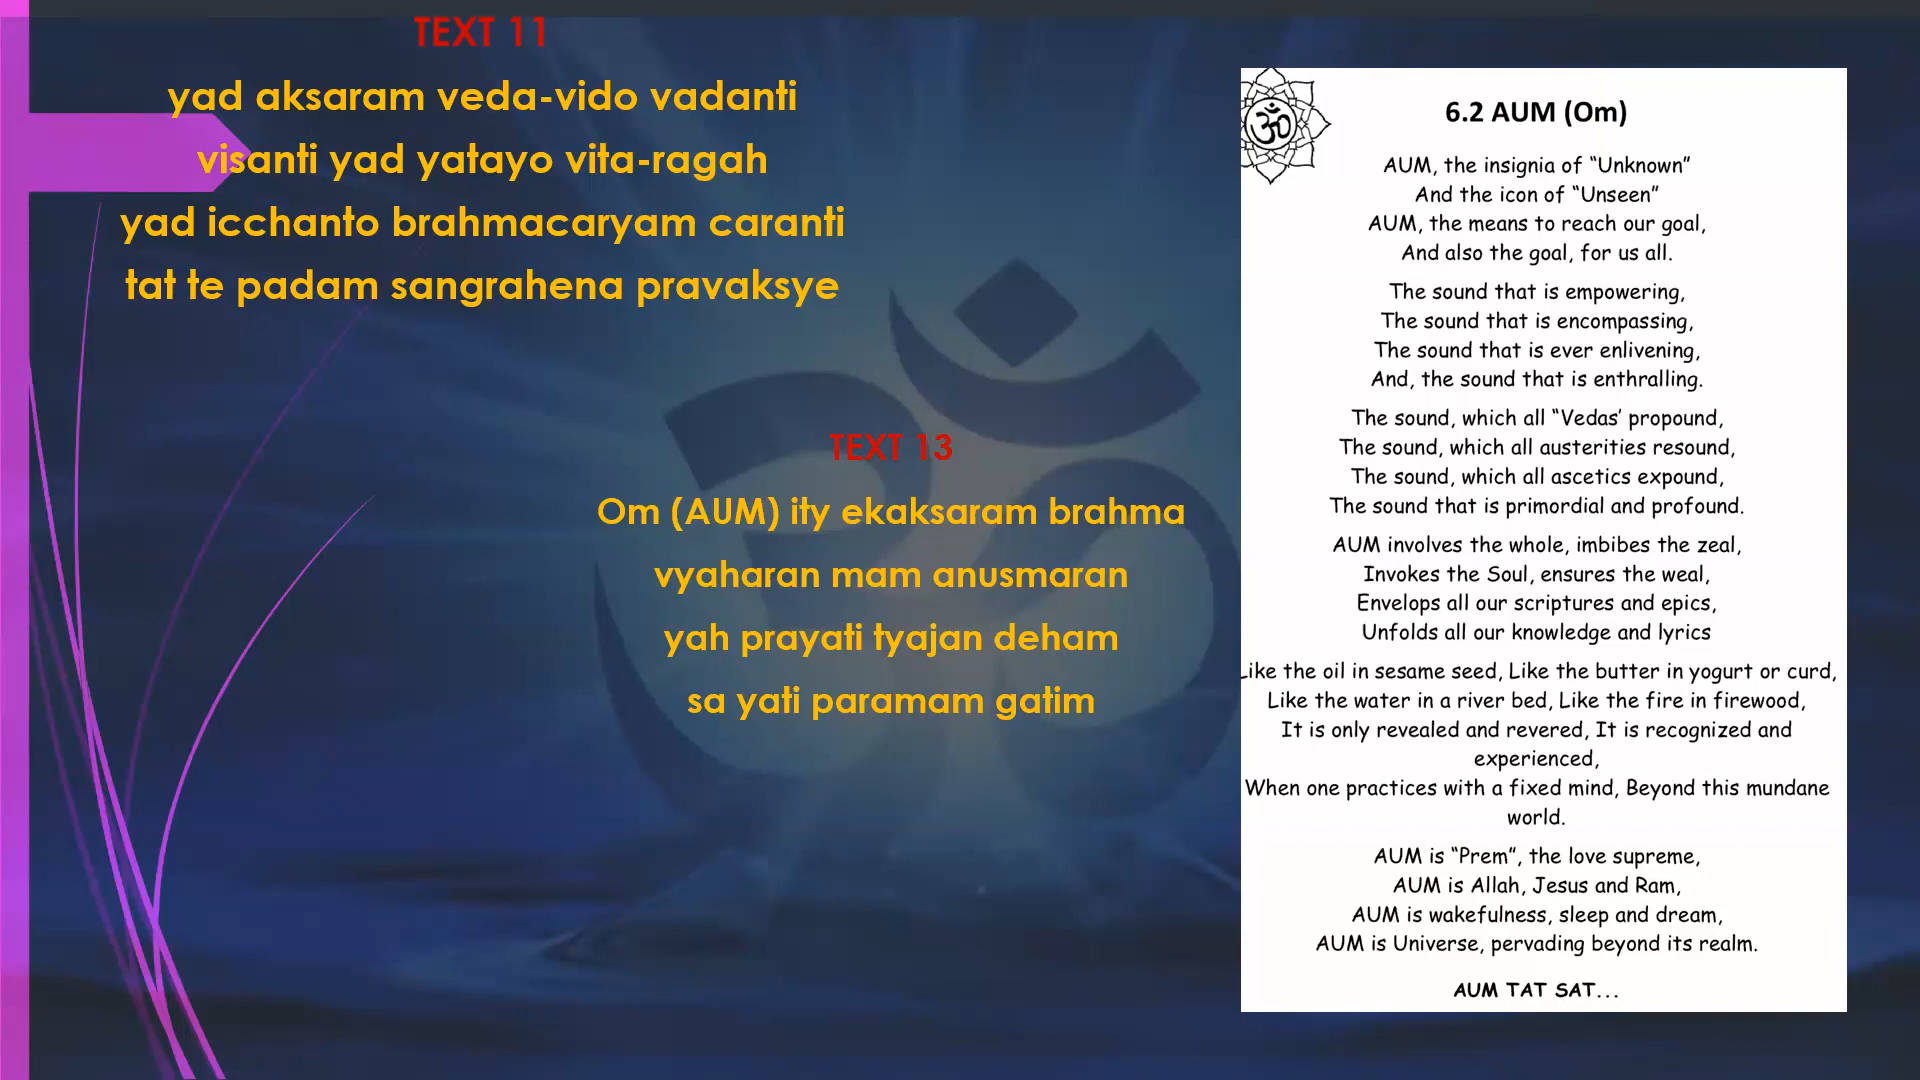 TEXT 11
yad aksaram veda-vido vadanti
visanti yad yatayo vita-ragah
yad icchanto brahmacaryam caranti
tat te padam sangrahena pravaksye
TEXT 13
Om (AUM) ity ekaksaram brahma
vyaharan mam anusmaran
yah prayati tyajan deham
sa yati paramam gatim
6.2 AUM (Om)
AUM, the insignia of “Unknown”
And the icon of “Unseen”
AUM, the means to reach our goal,
And also the goal, for us all.
The sound that is empowering,
The sound that is encompassing,
The sound that is ever enlivening,
And, the sound that is enthralling.
The sound, which all “Vedas’ propound,
The sound, which all austerities resound,
The sound, which all ascetics expound,
The sound that is primordial and profound.
AUM involves the whole, imbibes the zeal,
Invokes the Soul, ensures the weal,
Envelops all our scriptures and epics,
Unfolds all our knowledge and lyrics
Like the oil in sesame seed, Like the butter in yogurt or curd,
Like the water in a river bed, Like the fire in firewood,
It is only revealed and revered, It is recognized and
experienced,
When one practices with a fixed mind, Beyond this mundane
world.
AUM is “Prem”, the love supreme,
AUM is Allah, Jesus and Ram,
AUM is wakefulness, sleep and dream,
AUM is Universe, pervading beyond its realm.
AUM TAT SAT...
ॐ
ॐ